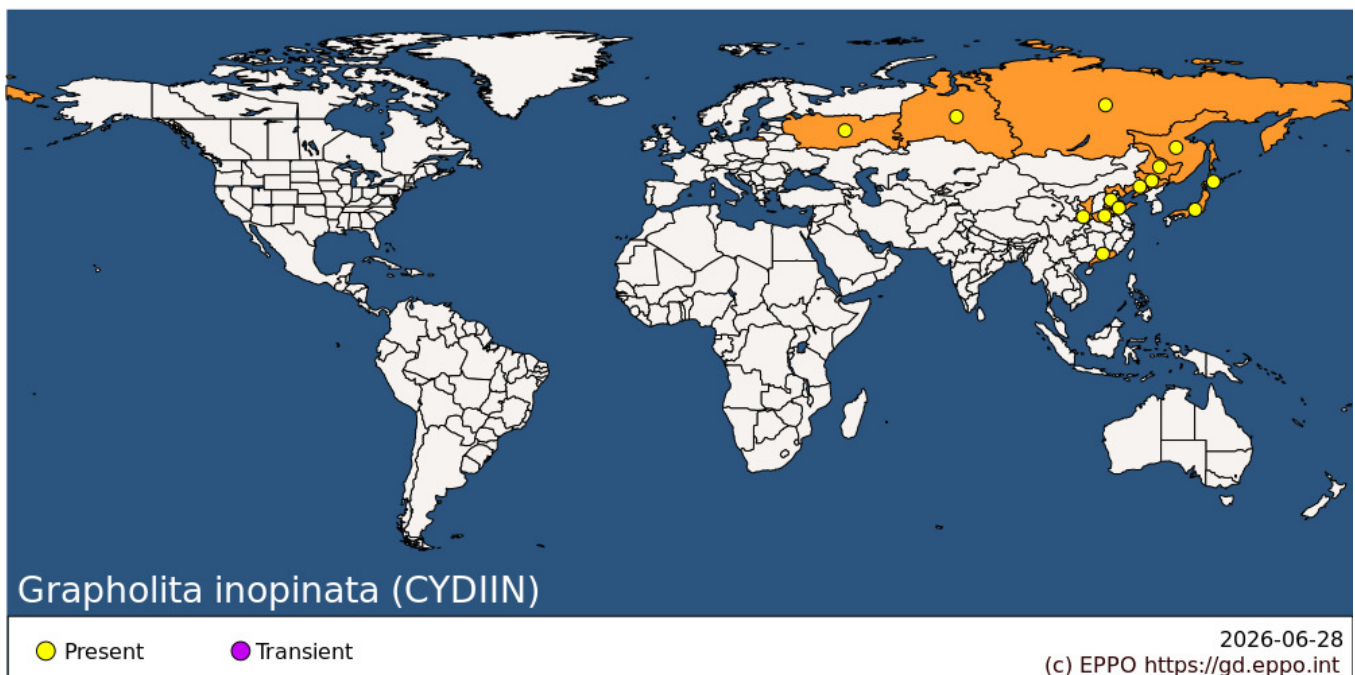 Grapholita inopinata (CYDIIN)
Present
Transient
2026-06-28
(c) EPPO https://gd.eppo.int